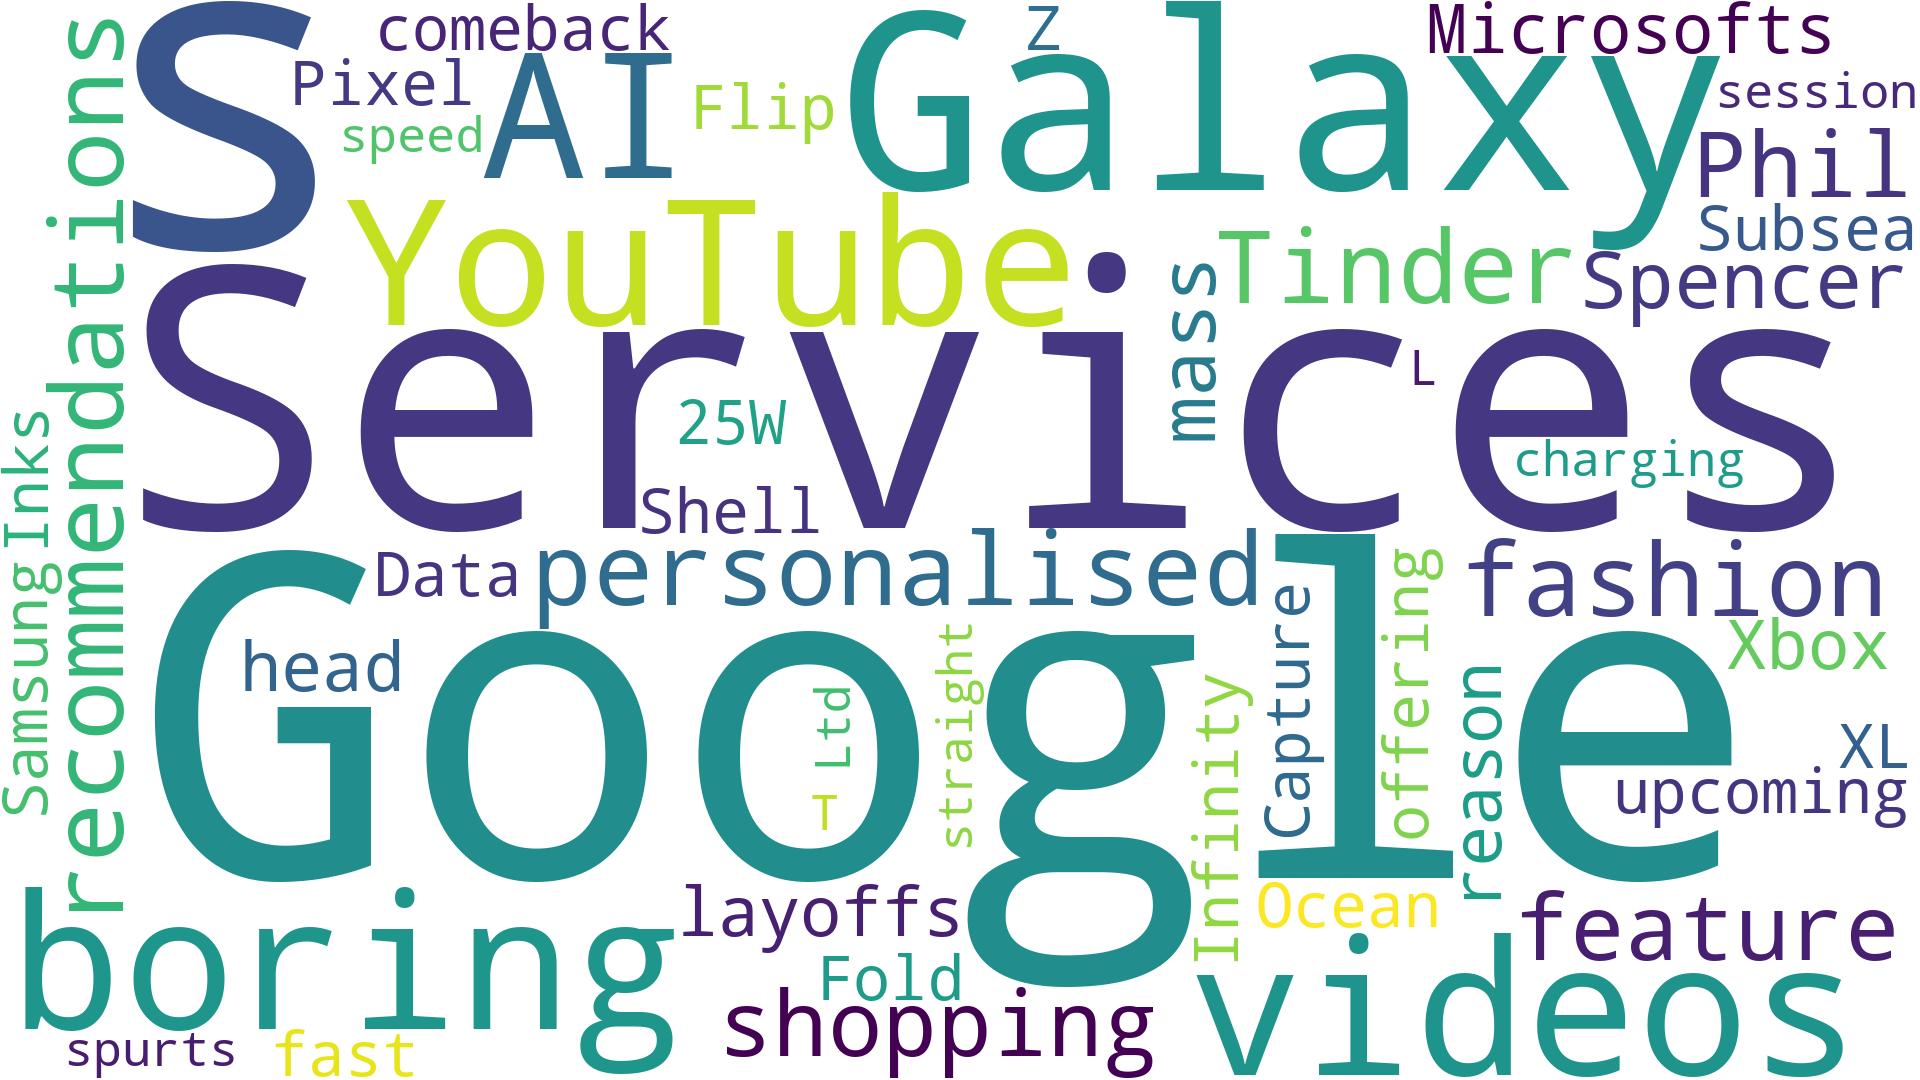 comeback
Z
Microsofts
S
Pixel
AI
Flip
Galaxy
session
speed
Phil
recommendations
YouTube
mass
Tinder
Subsea
Spencer
Services
L
25W
charging
Shell
Samsung
Inks
Data
personalised
offering
fashion
Google
head
Ltd
T
straight
Infinity
Capture
reason
Xbox
XL
upcoming
boring
layoffs
Ocean
feature
Fold
videos
shopping
spurts
fast